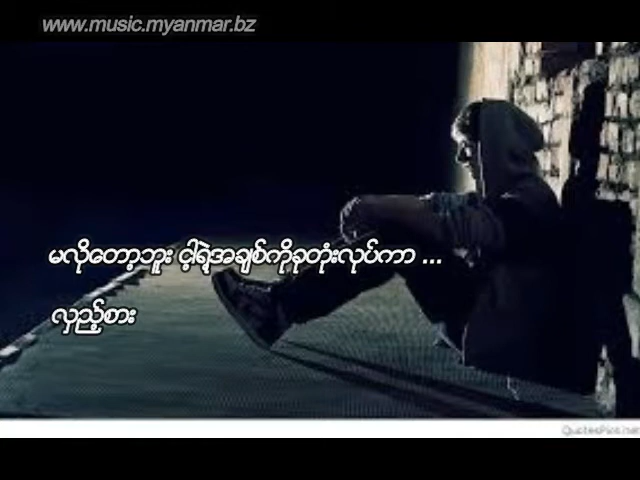 www.music.myanmar.bz
မလိုတော့ဘူး ငါ့ရဲ့အချစ်ကိုခုတုံးလုပ်ကာ ...
လှည့်စား
QuotesPics.net